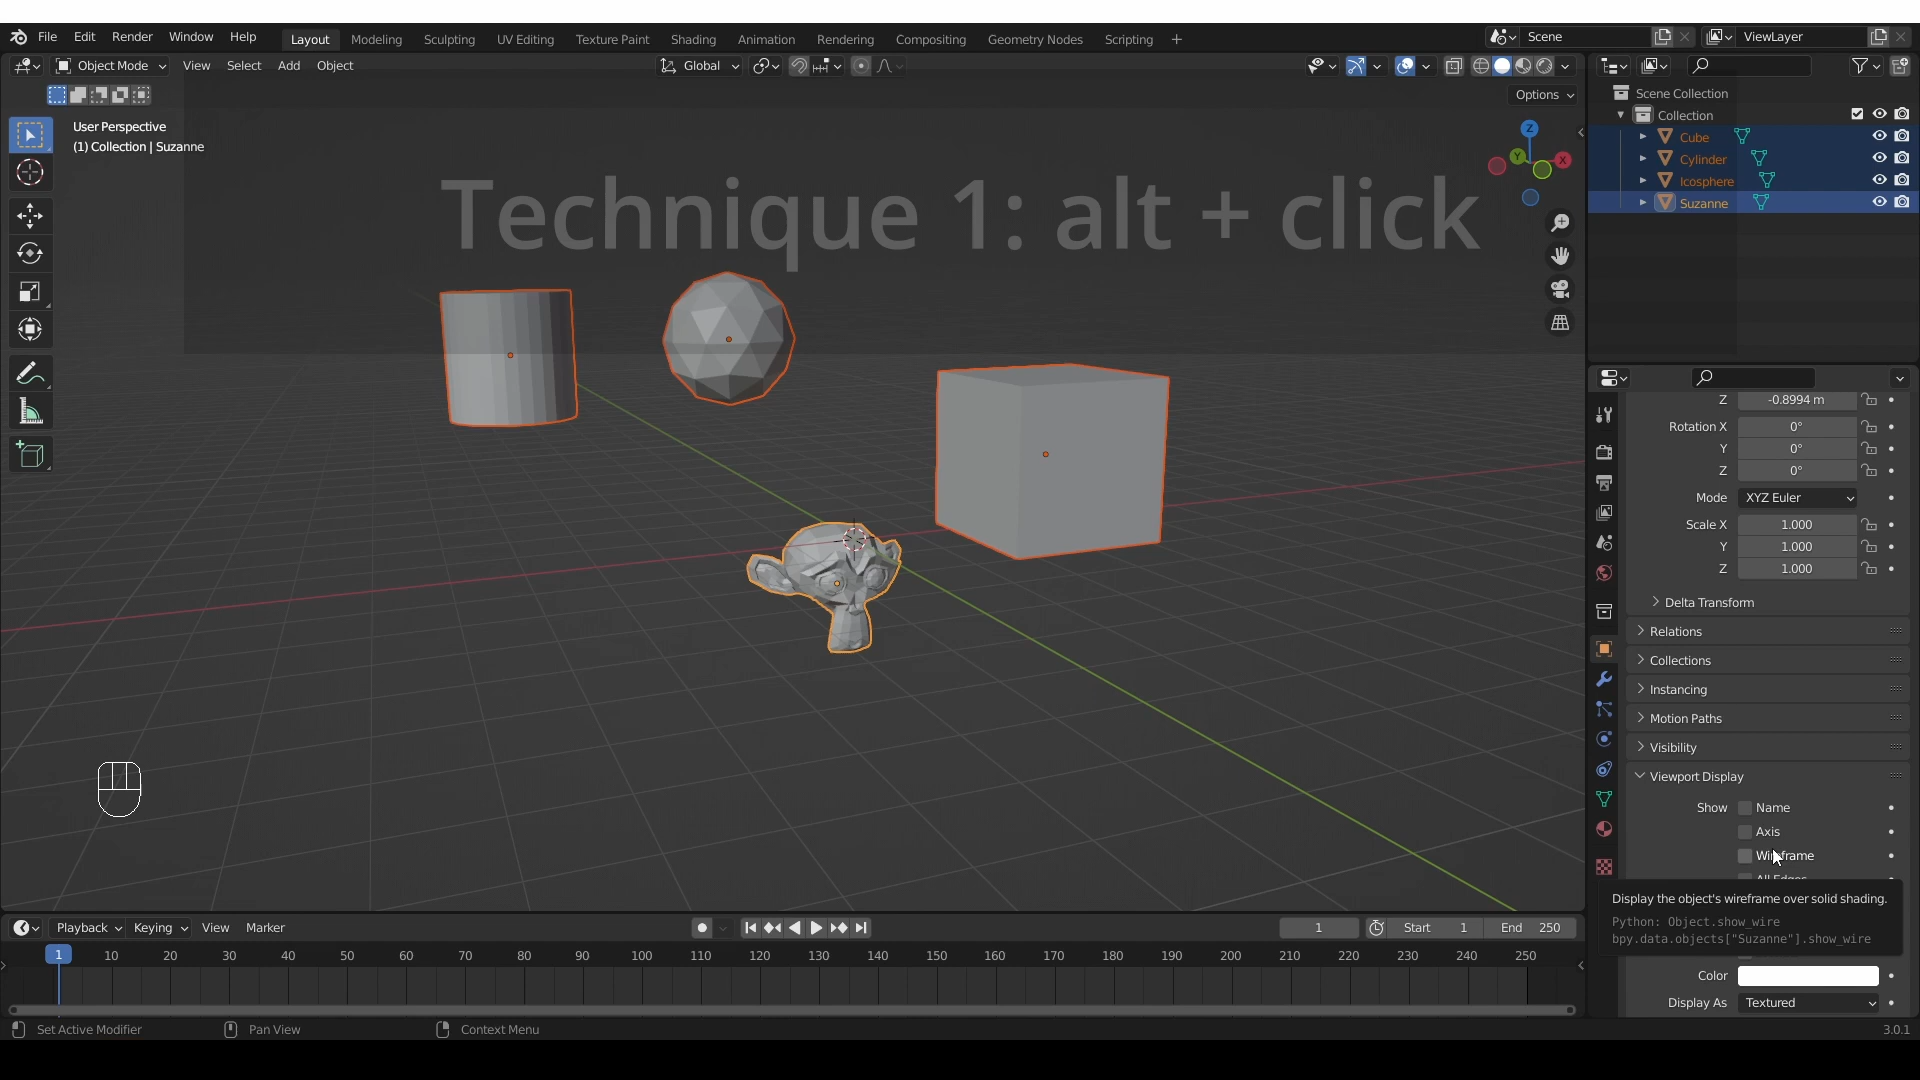 File Edit Render Window Help Layout Modeling Sculpting UV Editing Texture Paint Shading Animation Rendering Compositing Geometry Nodes Scripting + Scene ViewLayer
Object Mode View Select Add Object Global
Options
User Perspective
(1) Collection | Suzanne
Technique 1: alt + click
Z
Y
X
Scene Collection
Collection
Cube
Cylinder
Icosphere
Suzanne
Z -0.8994 m
Rotation X 0°
Y 0°
Z 0°
Mode XYZ Euler
Scale X 1.000
Y 1.000
Z 1.000
Delta Transform
Relations
Collections
Instancing
Motion Paths
Visibility
Viewport Display
Show Name
Axis
Wireframe
All Edges
Display the object's wireframe over solid shading.
Python: Object.show_wire
bpy.data.objects["Suzanne"].show_wire
Color
Display As Textured
Playback Keying View Marker 1 Start 1 End 250
1 10 20 30 40 50 60 70 80 90 100 110 120 130 140 150 160 170 180 190 200 210 220 230 240 250
Set Active Modifier Pan View Context Menu 3.0.1